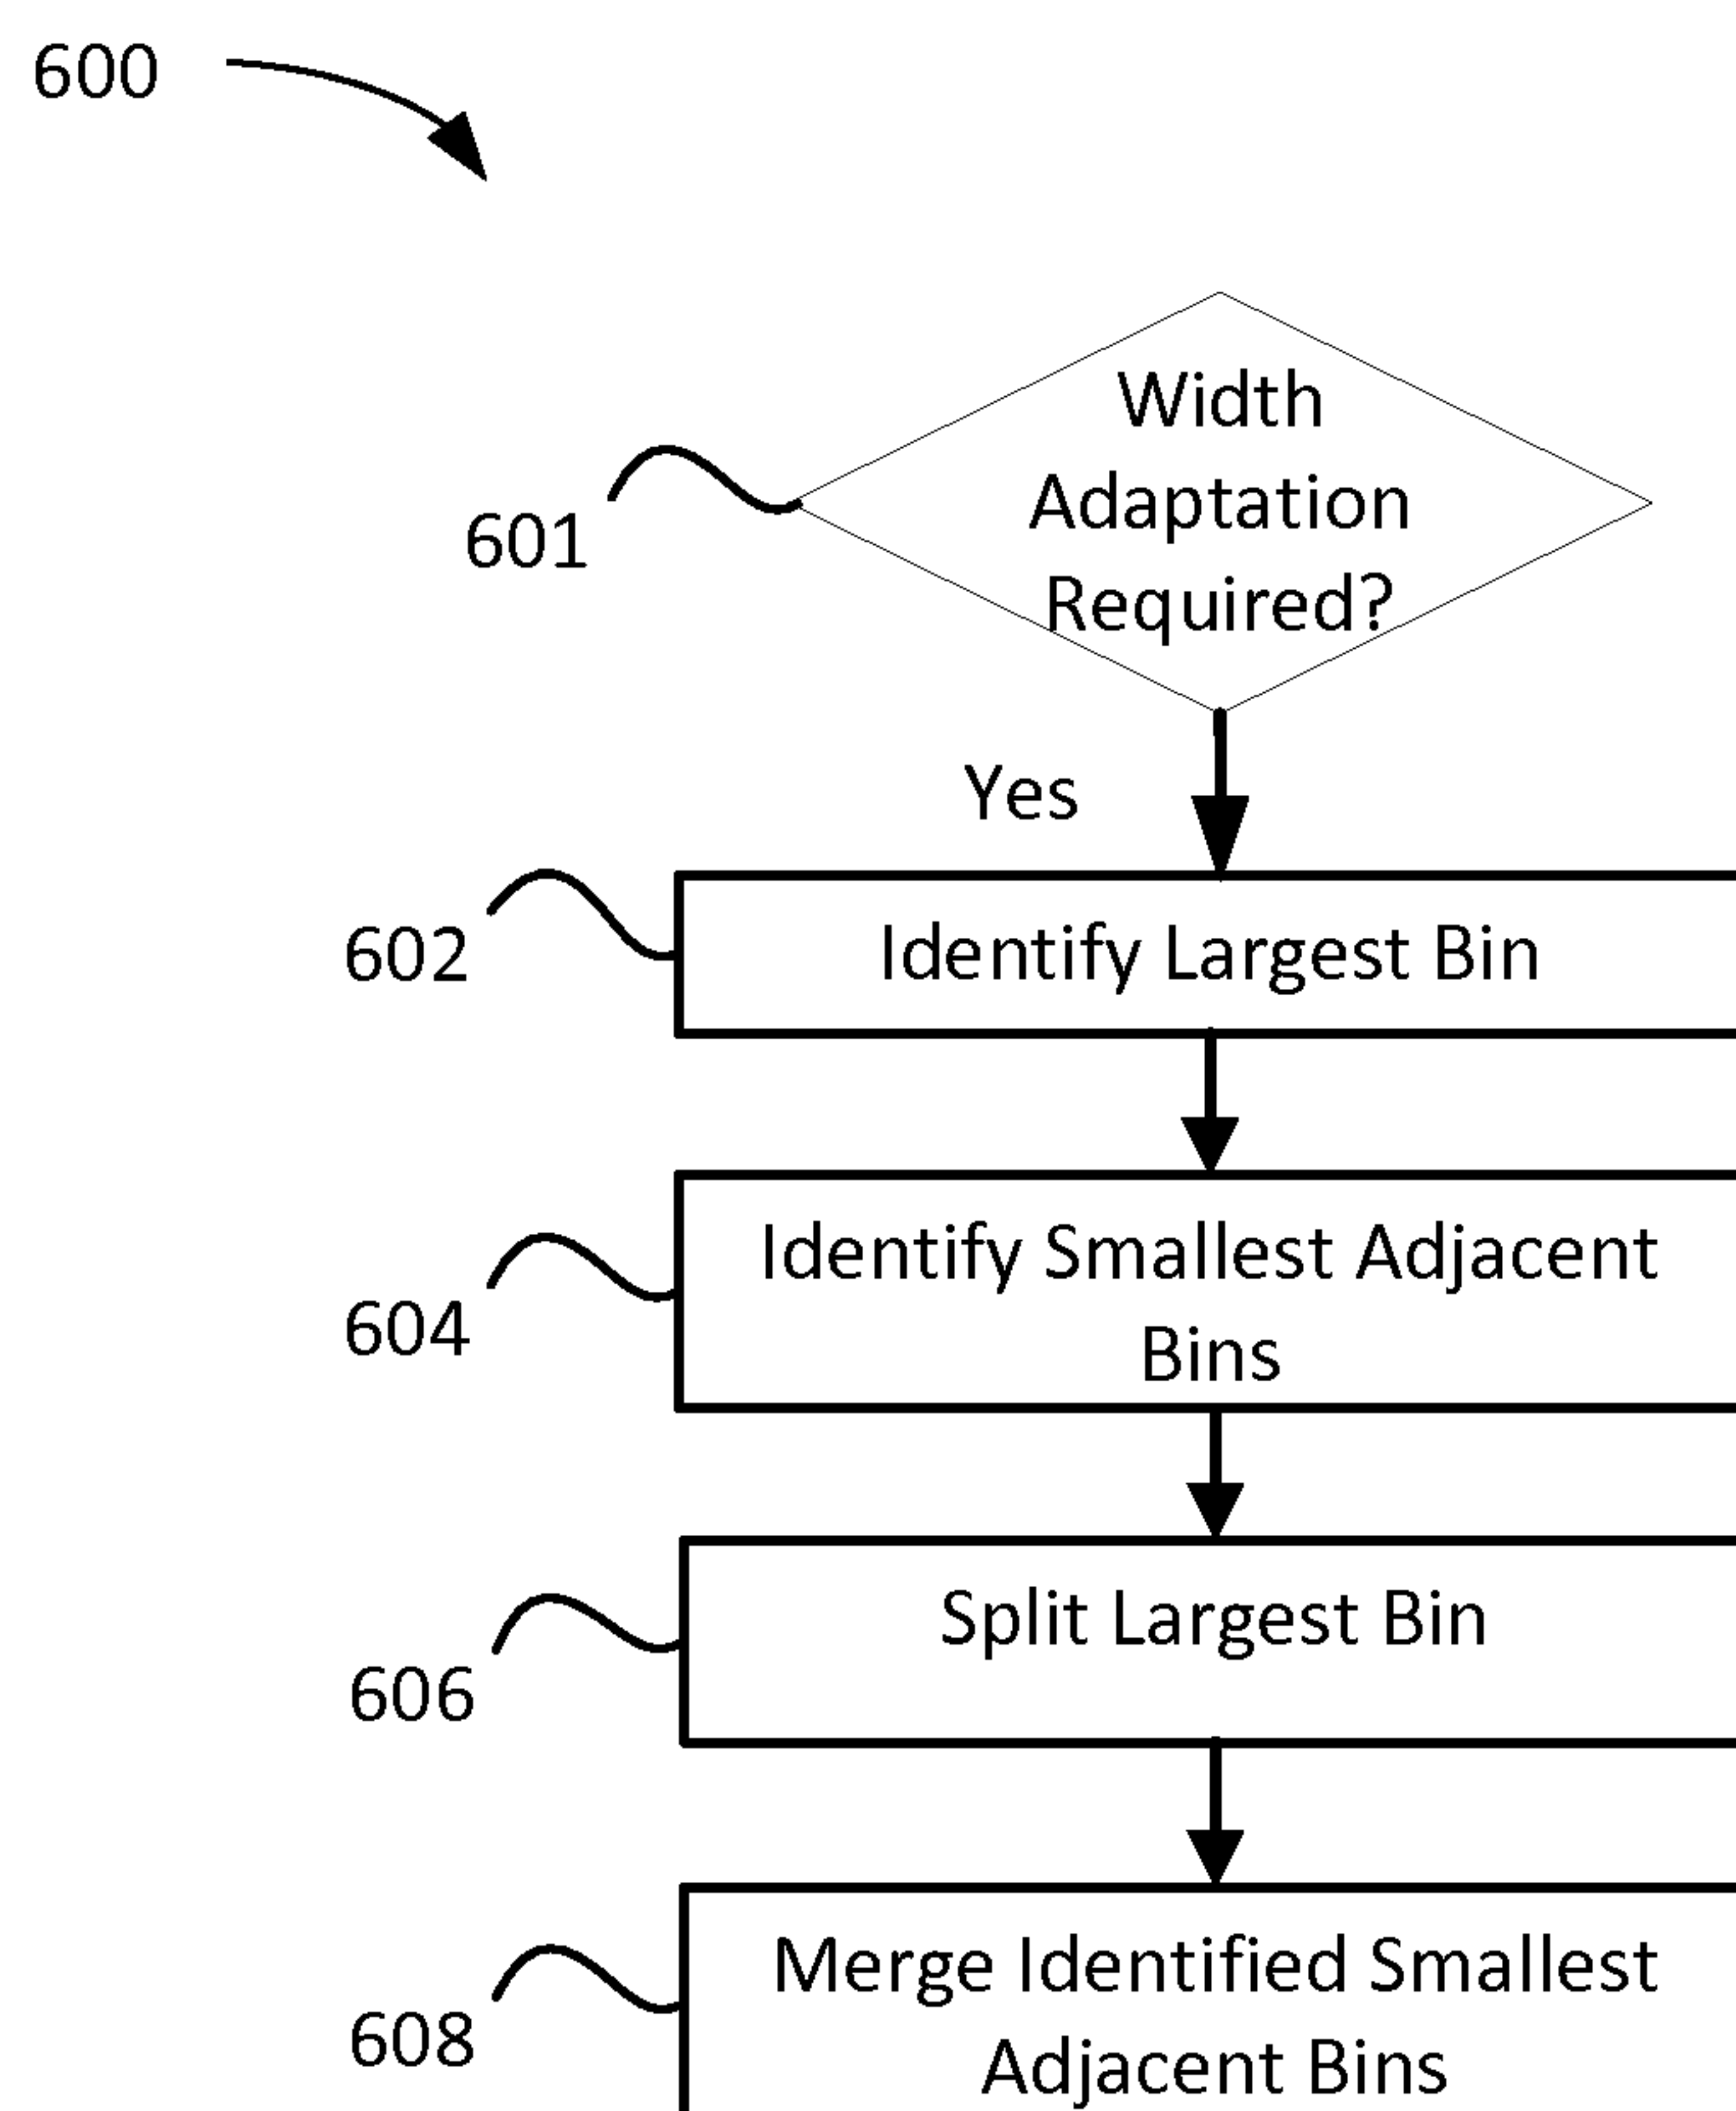 600
Width
Adaptation
Required?
601
Yes
602
Identify Largest Bin
604
Identify Smallest Adjacent
Bins
606
Split Largest Bin
608
Merge Identified Smallest
Adjacent Bins